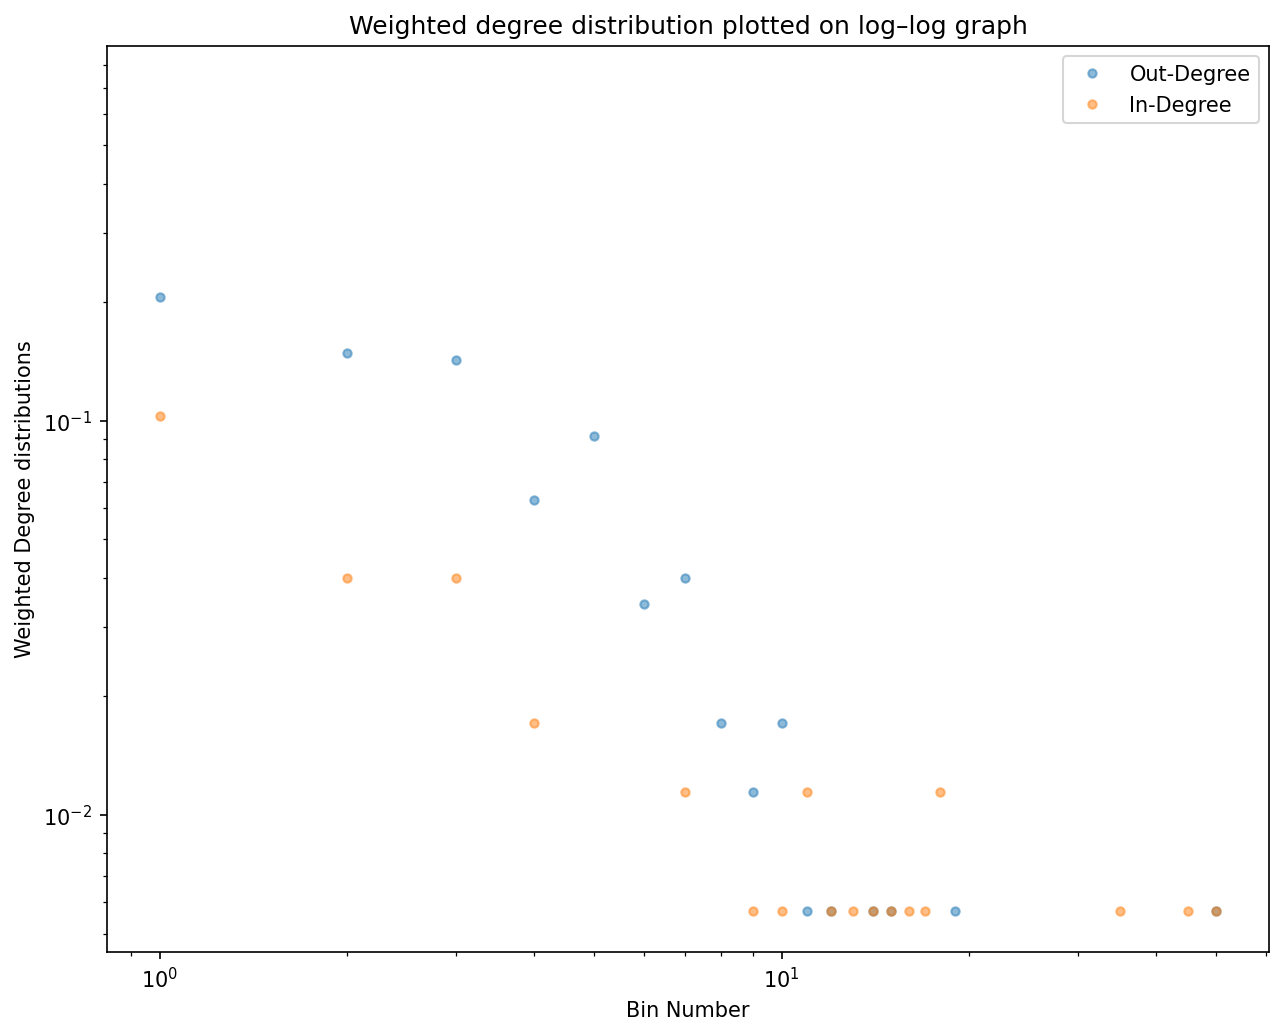 Weighted degree distribution plotted on log–log graph
Out-Degree
In-Degree
Weighted Degree distributions
10⁻¹
10⁻²
10⁰
10¹
Bin Number